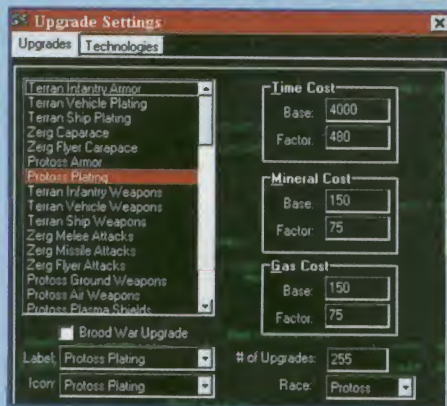 Upgrade Settings
Upgrades Technologies
Terran Infantry Armor
Terran Vehicle Plating
Terran Ship Plating
Zerg Caparace
Zerg Flyer Carapace
Protoss Armor
Protoss Plating
Terran Infantry Weapons
Terran Vehicle Weapons
Terran Ship Weapons
Zerg Melee Attacks
Zerg Missile Attacks
Zerg Flyer Attacks
Protoss Ground Weapons
Protoss Air Weapons
Protoss Plasma Shields
Brood War Upgrade
Label: Protoss Plating
Icon: Protoss Plating
Time Cost
Base: 4000
Factor: 480
Mineral Cost
Base: 150
Factor: 75
Gas Cost
Base: 150
Factor: 75
# of Upgrades: 255
Race: Protoss